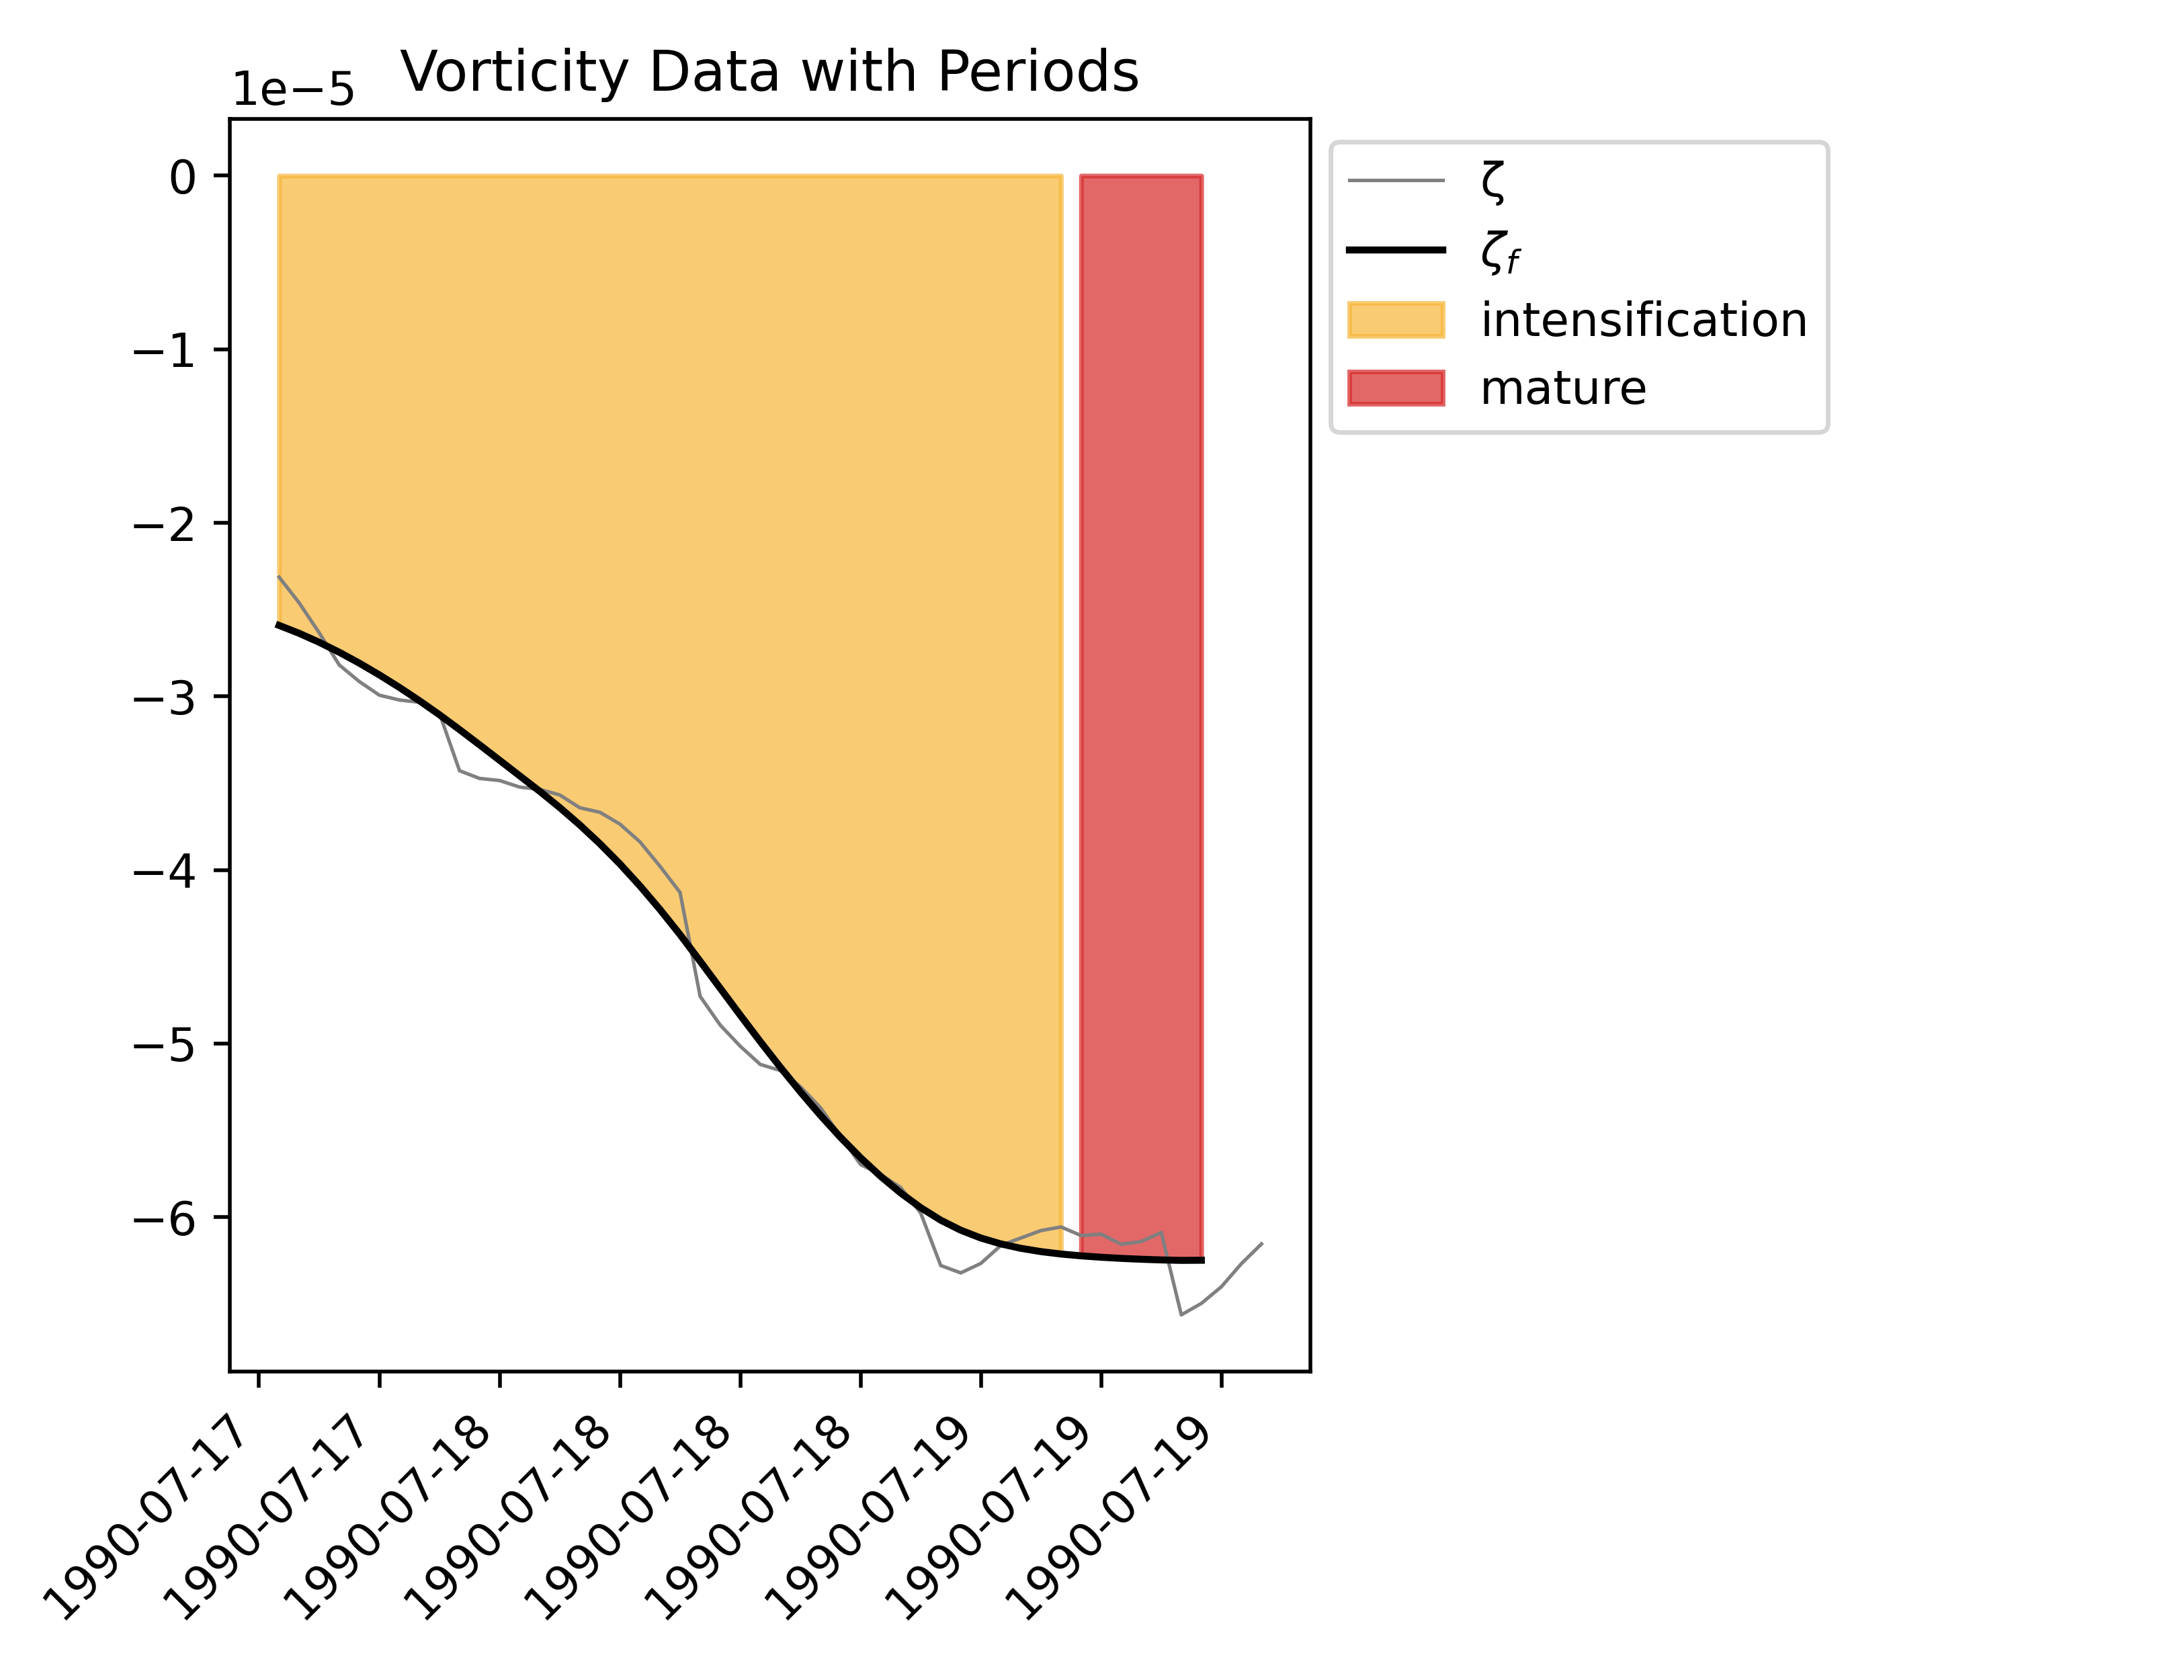 Vorticity Data with Periods
1e−5
0
−1
−2
−3
−4
−5
−6
1990-07-17
1990-07-17
1990-07-18
1990-07-18
1990-07-18
1990-07-18
1990-07-19
1990-07-19
1990-07-19
ζ
ζf
intensification
mature